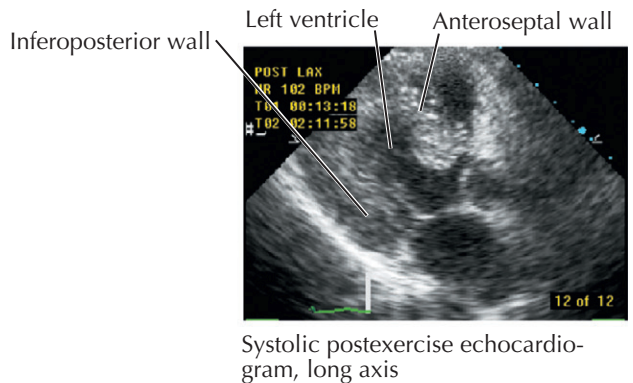 Left ventricle
Anteroseptal wall
Inferoposterior wall
POST LAX
HR 102 BPM
T01 00:13:18
T02 02:11:58
12 of 12
Systolic postexercise echocardio-
gram, long axis